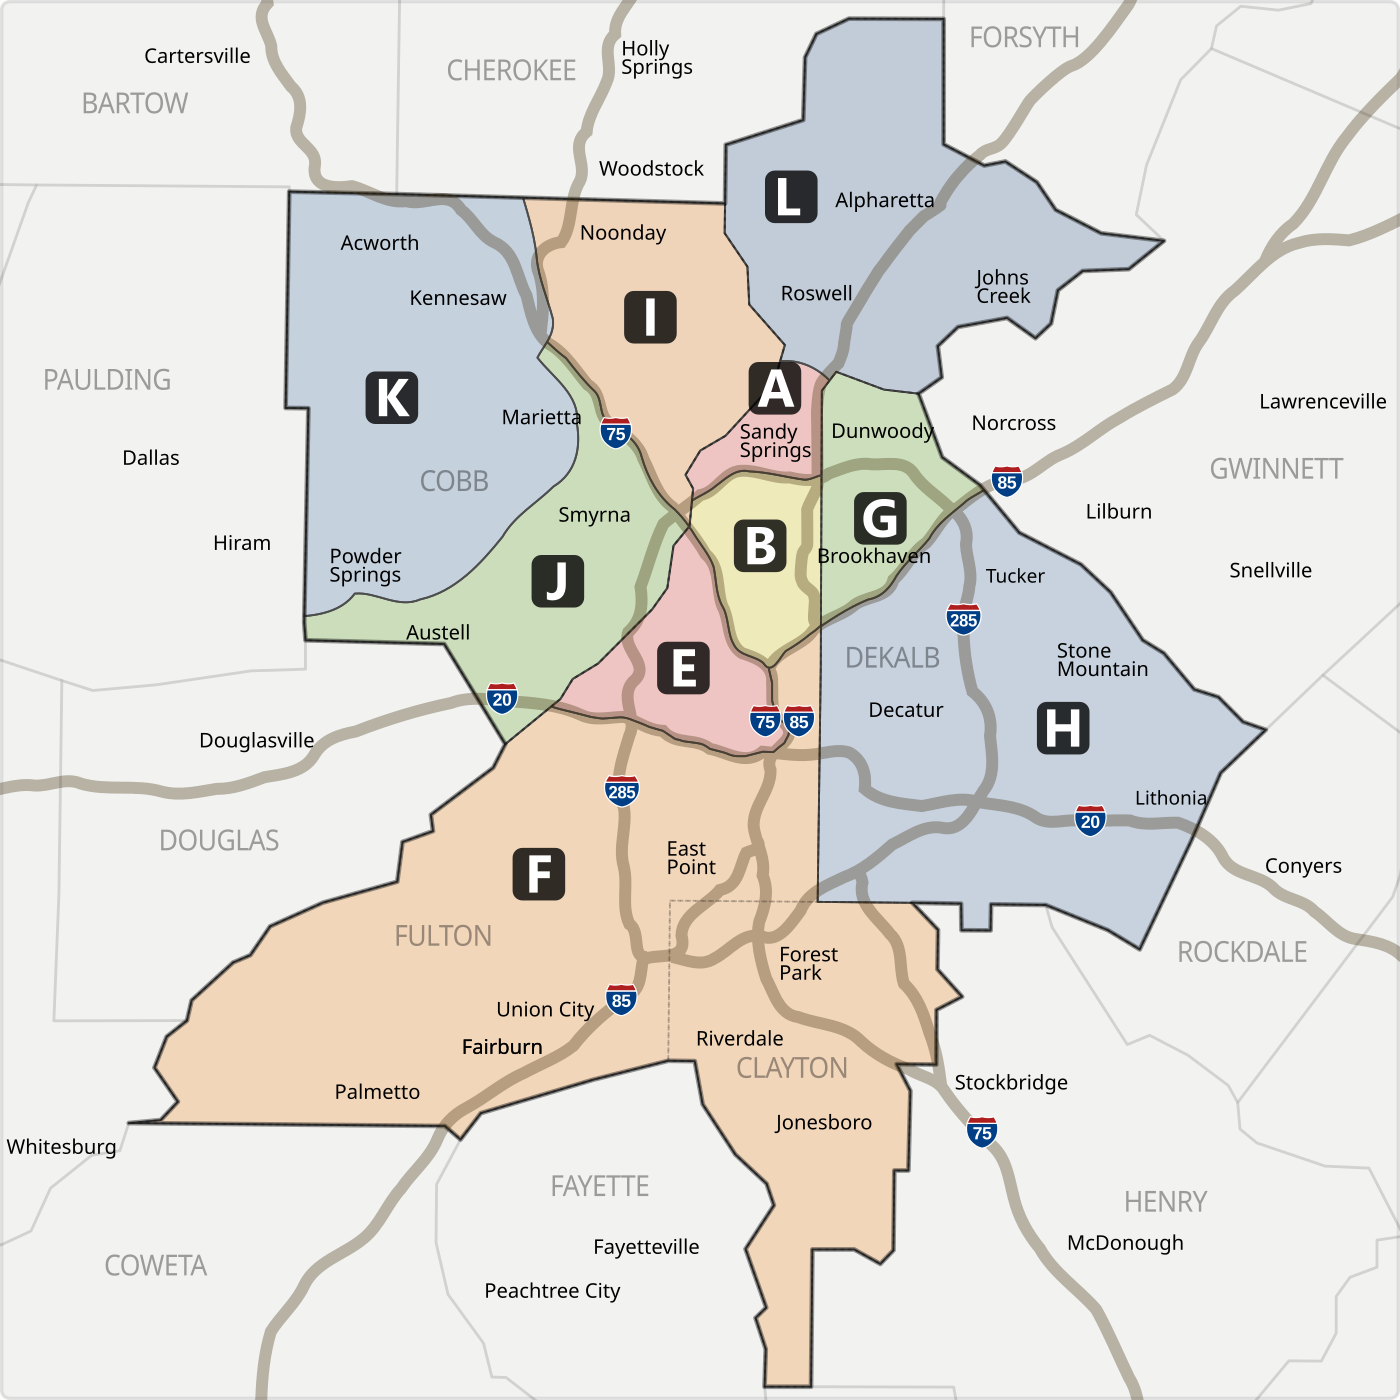 FORSYTH
Holly
Springs
Cartersville
CHEROKEE
BARTOW
Woodstock
L
Alpharetta
Noonday
Acworth
Johns
Creek
Roswell
Kennesaw
I
PAULDING
A
K
Lawrenceville
Marietta
Norcross
75
Sandy
Springs
Dunwoody
Dallas
GWINNETT
COBB
85
Lilburn
Smyrna
G
Hiram
B
Powder
Springs
Brookhaven
Snellville
Tucker
J
285
Austell
Stone
Mountain
DEKALB
E
20
Decatur
75
85
H
Douglasville
285
Lithonia
20
DOUGLAS
East
Point
Conyers
F
FULTON
ROCKDALE
Forest
Park
85
Union City
Riverdale
Fairburn
CLAYTON
Stockbridge
Palmetto
Jonesboro
75
Whitesburg
FAYETTE
HENRY
McDonough
Fayetteville
COWETA
Peachtree City